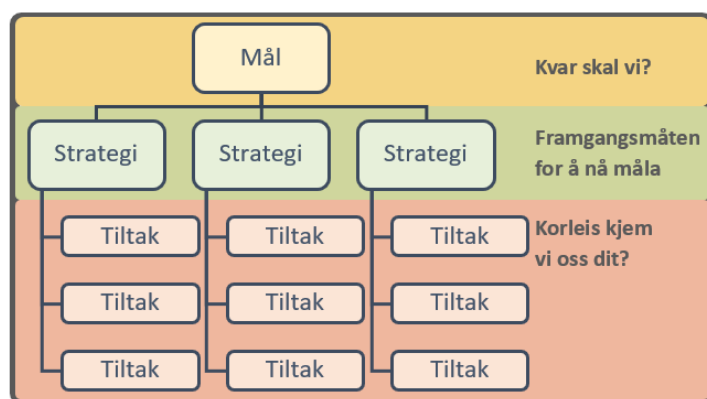 Mål
Kvar skal vi?
Strategi
Strategi
Strategi
Framgangsmåten
for å nå måla
Tiltak
Tiltak
Tiltak
Korleis kjem
vi oss dit?
Tiltak
Tiltak
Tiltak
Tiltak
Tiltak
Tiltak